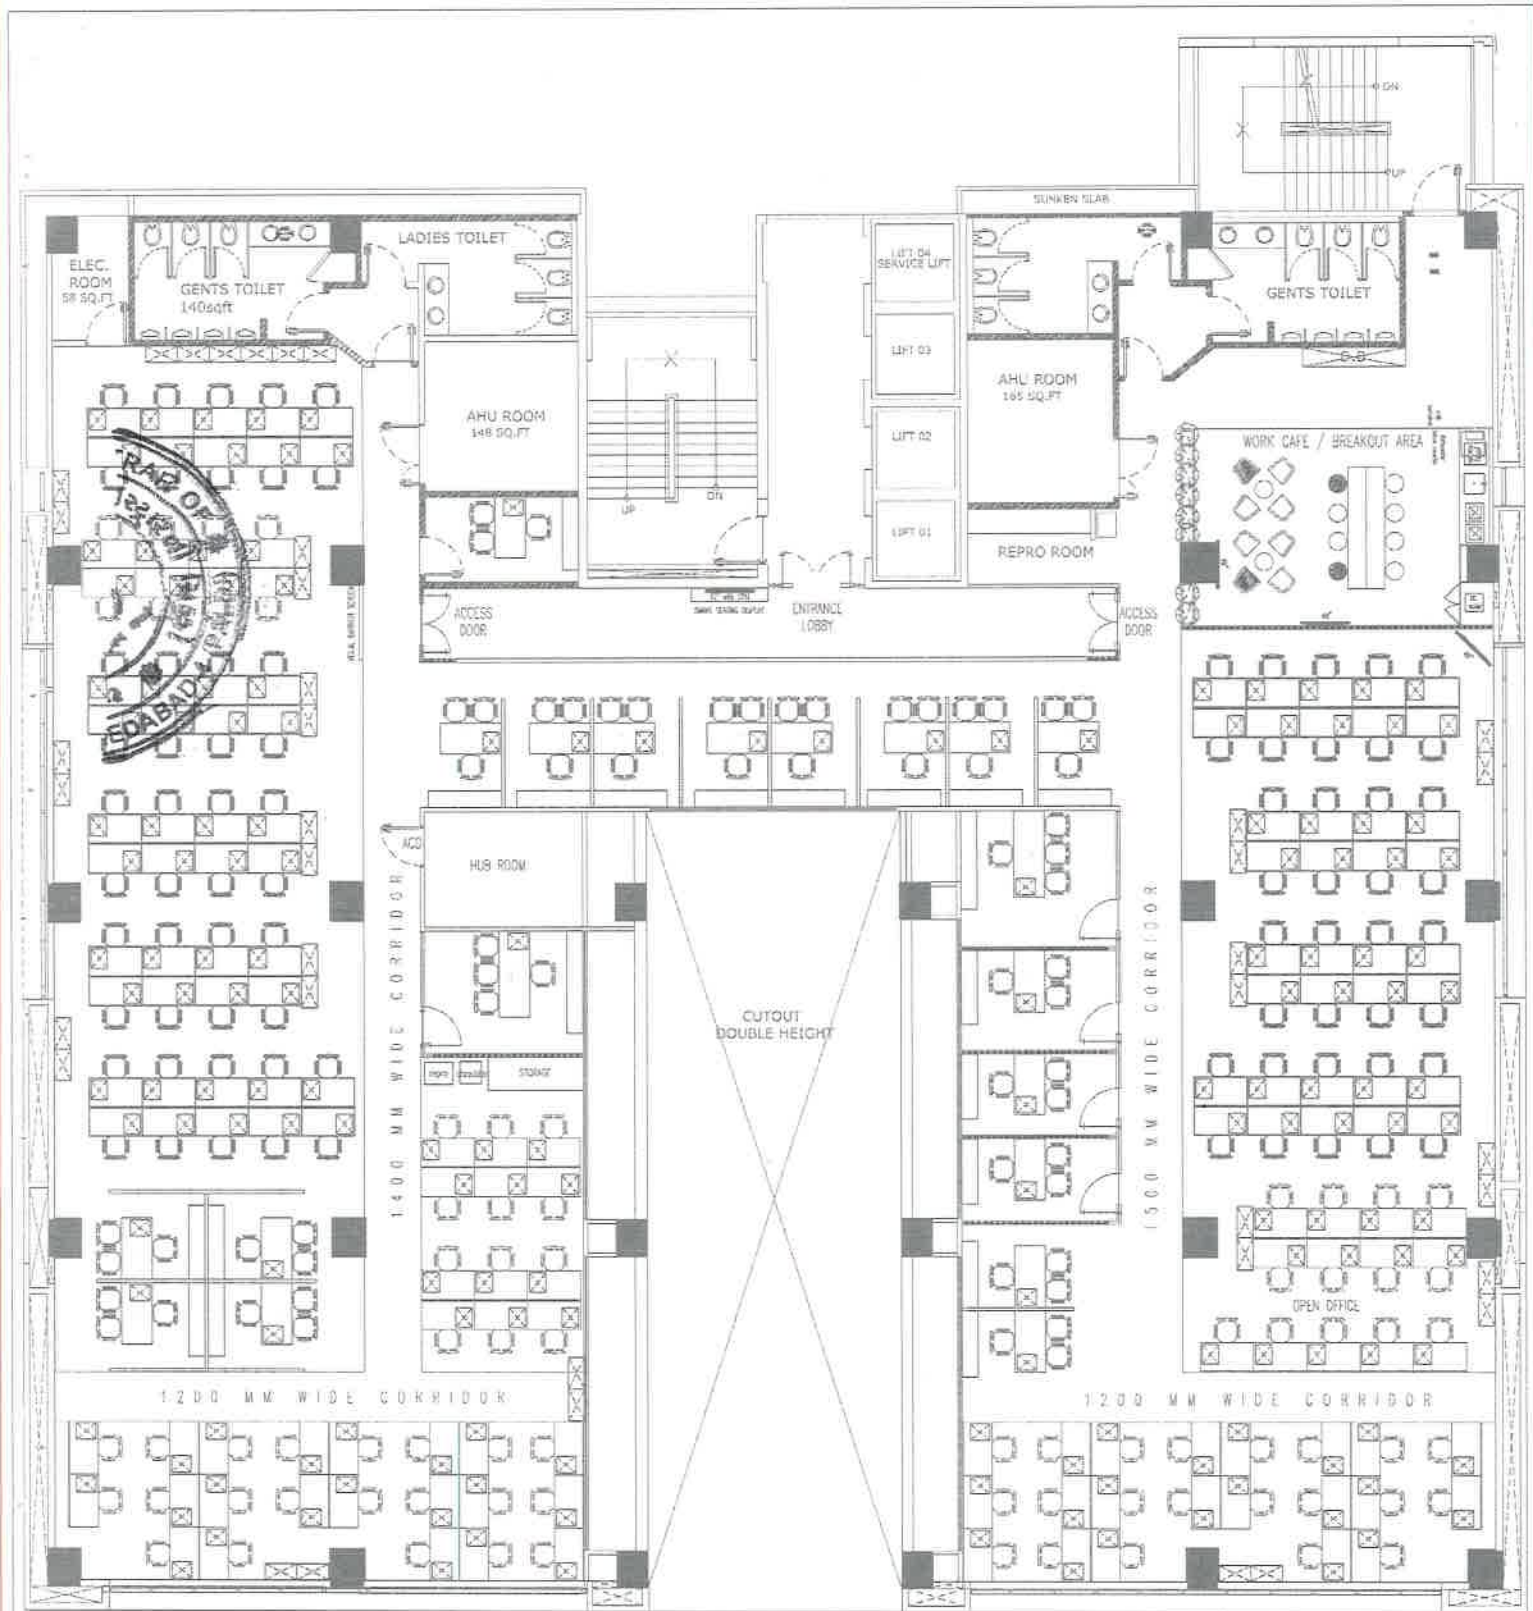 DN
UP
SUNKEN SLAB
ELEC.
ROOM
58 SQ.FT
GENTS TOILET
140sqft
LADIES TOILET
LIFT 04
SERVICE LIFT
LIFT 03
LIFT 02
LIFT 01
GENTS TOILET
AHU ROOM
148 SQ.FT
AHU ROOM
165 SQ.FT
UP
DN
WORK CAFE / BREAKOUT AREA
REPRO ROOM
ACCESS
DOOR
ENTRANCE
LOBBY
ACCESS
DOOR
RAR OF
EDABAD
HUB ROOM
1400 MM WIDE CORRIDOR
CUTOUT
DOUBLE HEIGHT
1500 MM WIDE CORRIDOR
STORAGE
OPEN OFFICE
1200 MM WIDE CORRIDOR
1200 MM WIDE CORRIDOR